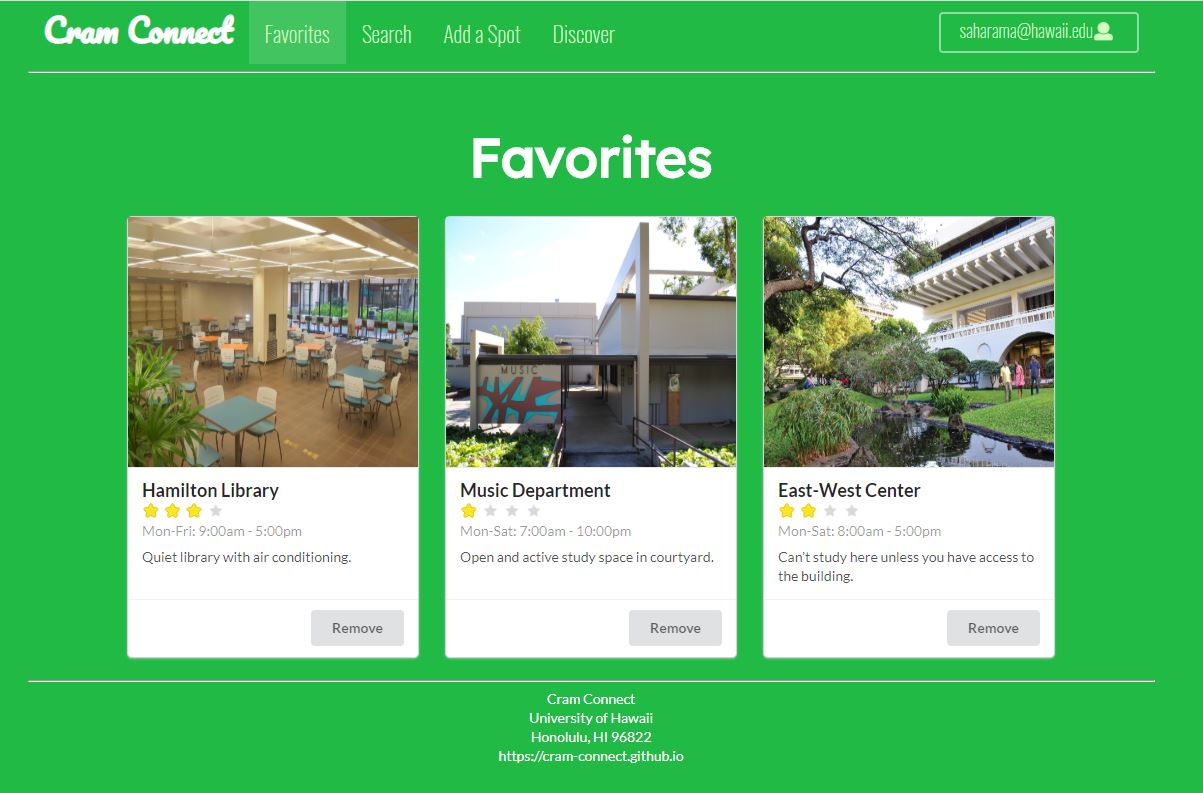 Cram Connect
Favorites
Search
Add a Spot
Discover
saharama@hawaii.edu
Favorites
MUSIC
Hamilton Library
Mon-Fri: 9:00am - 5:00pm
Quiet library with air conditioning.
Remove
Music Department
Mon-Sat: 7:00am - 10:00pm
Open and active study space in courtyard.
Remove
East-West Center
Mon-Sat: 8:00am - 5:00pm
Can't study here unless you have access to
the building.
Remove
Cram Connect
University of Hawaii
Honolulu, HI 96822
https://cram-connect.github.io